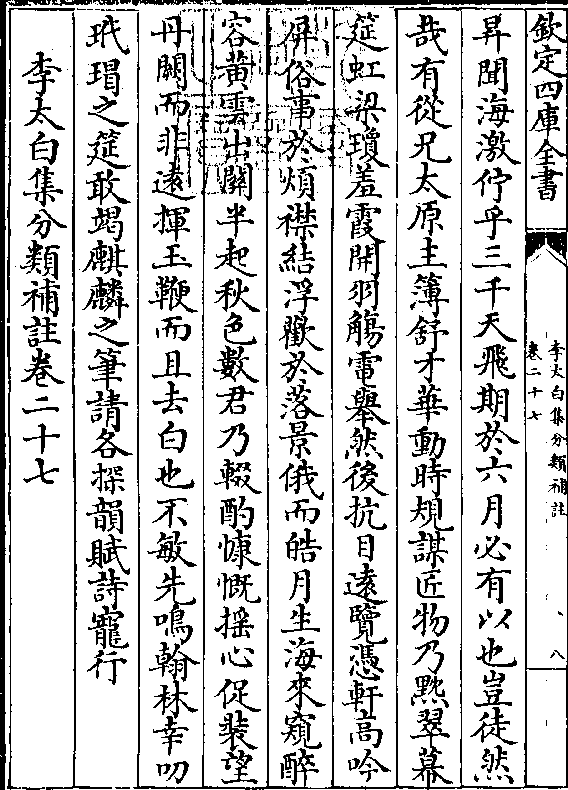 欽定四庫全書
李太白集分類補註
卷二十七
八
昇聞海激佇乎三千天飛期於六月必有以也豈徒然
哉有從兄太原主簿舒才華動時規謀匠物乃黙翠幕
筵虹梁瓊羞霞開羽觴電舉然後抗目遠覽憑軒高吟
屏俗事於煩襟結浮歡於落景俄而皓月生海來窺醉
容黄雲出關半起秋色數君乃輟酌慷慨揺心促裝望
丹闕而非遠揮玉鞭而且去白也不敏先鳴翰林幸叨
玳瑁之筵敢竭麒麟之筆請各探韻賦詩寵行
李太白集分類補註卷二十七